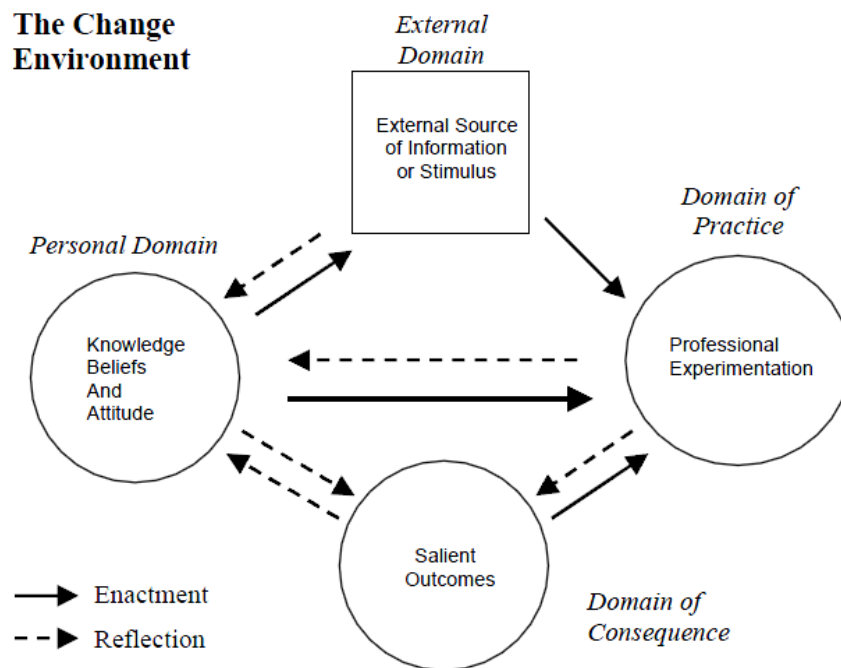 The Change
Environment
External
Domain
External Source
of Information
or Stimulus
Domain of
Practice
Personal Domain
Knowledge
Beliefs
And
Attitude
Professional
Experimentation
Salient
Outcomes
Enactment
Reflection
Domain of
Consequence